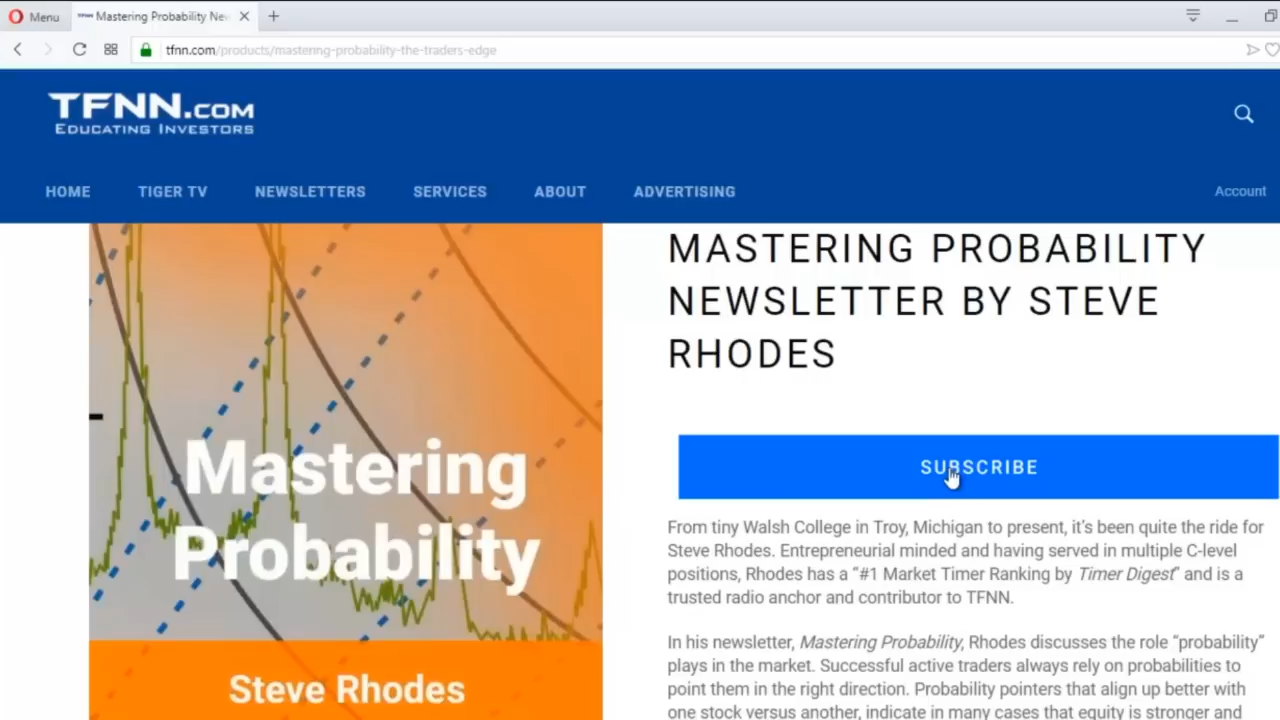 Menu
Mastering Probability Nev
tfnn.com/products/mastering-probability-the-traders-edge
TFNN.COM
EDUCATING INVESTORS
HOME TIGER TV NEWSLETTERS SERVICES ABOUT ADVERTISING Account
MASTERING PROBABILITY
NEWSLETTER BY STEVE
RHODES
Mastering
Probability
Steve Rhodes
SUBSCRIBE
From tiny Walsh College in Troy, Michigan to present, it's been quite the ride for
Steve Rhodes. Entrepreneurial minded and having served in multiple C-level
positions, Rhodes has a “#1 Market Timer Ranking by Timer Digest” and is a
trusted radio anchor and contributor to TFNN.
In his newsletter, Mastering Probability, Rhodes discusses the role “probability”
plays in the market. Successful active traders always rely on probabilities to
point them in the right direction. Probability pointers that align up better with
one stock versus another, indicate in many cases that equity is stronger and